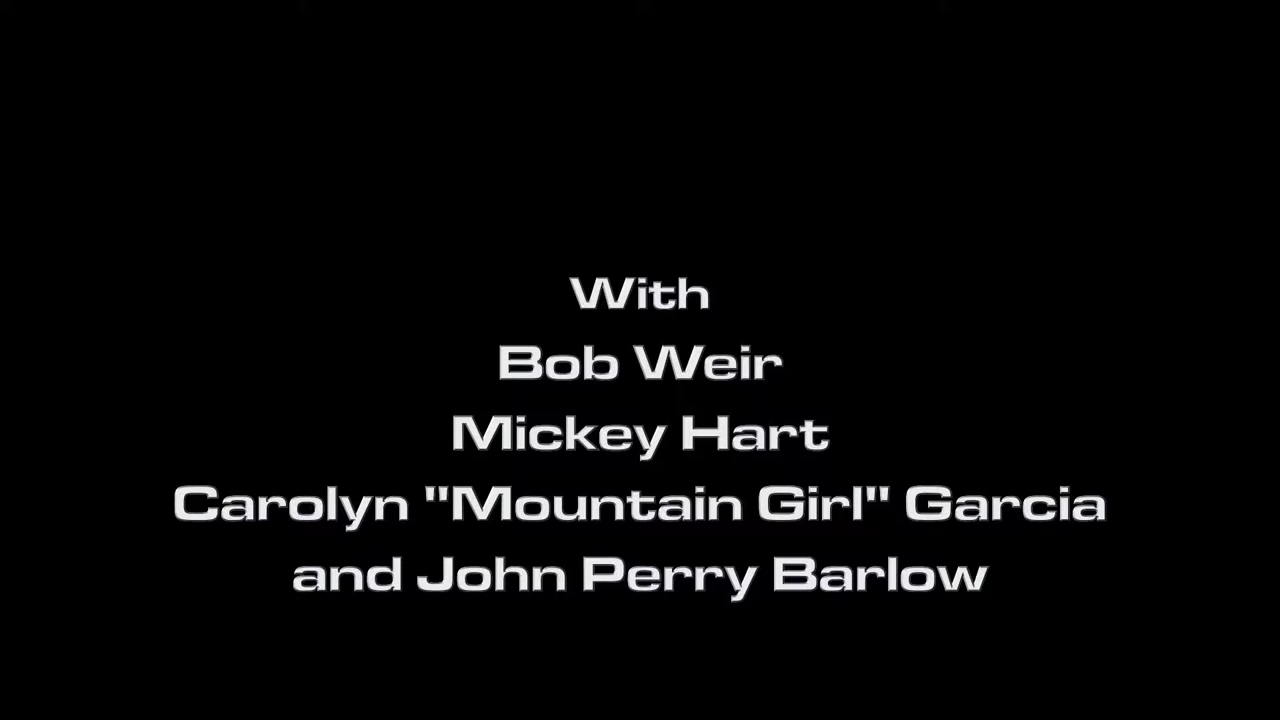 With
Bob Weir
Mickey Hart
Carolyn "Mountain Girl" Garcia
and John Perry Barlow